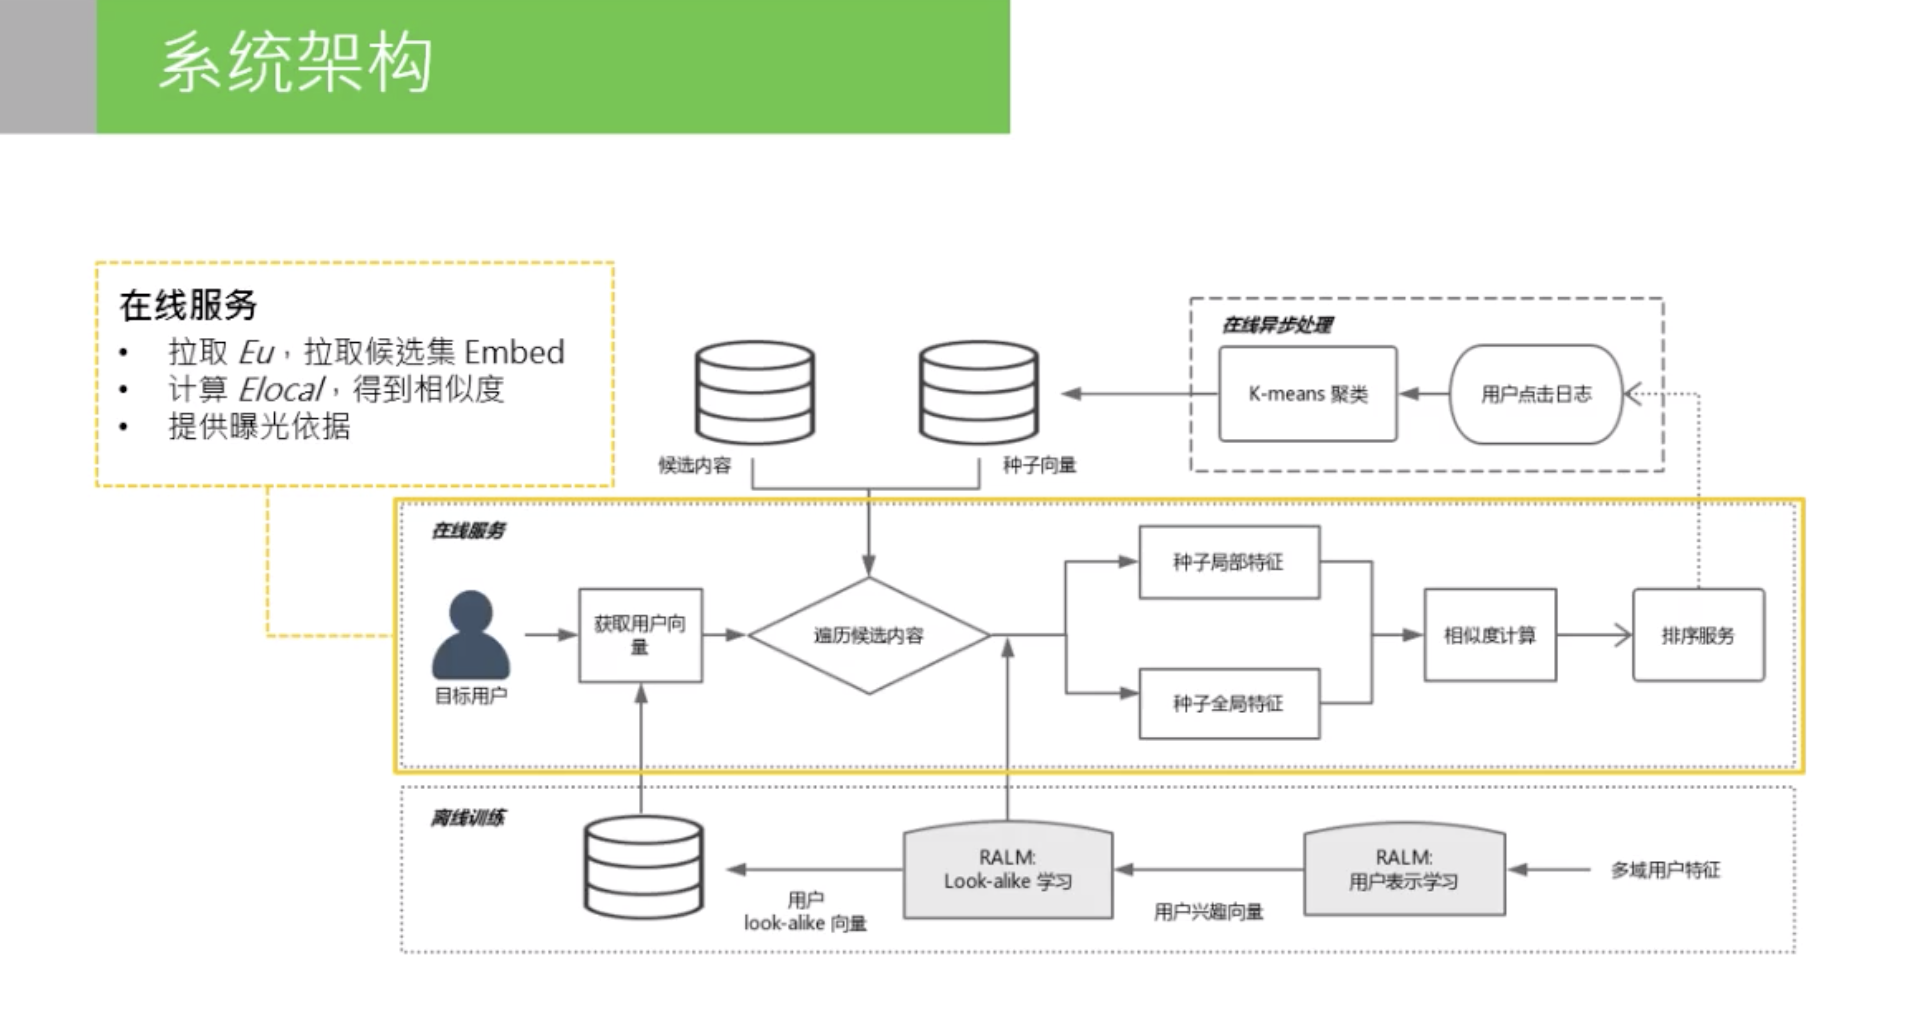 系统架构
在线服务
• 拉取 Eu，拉取候选集 Embed
• 计算 Elocal，得到相似度
• 提供曝光依据
在线异步处理
K-means 聚类
用户点击日志
候选内容
种子向量
在线服务
目标用户
获取用户向
量
遍历候选内容
种子局部特征
种子全局特征
相似度计算
排序服务
离线训练
用户
look-alike 向量
RALM:
Look-alike 学习
用户兴趣向量
RALM:
用户表示学习
多域用户特征